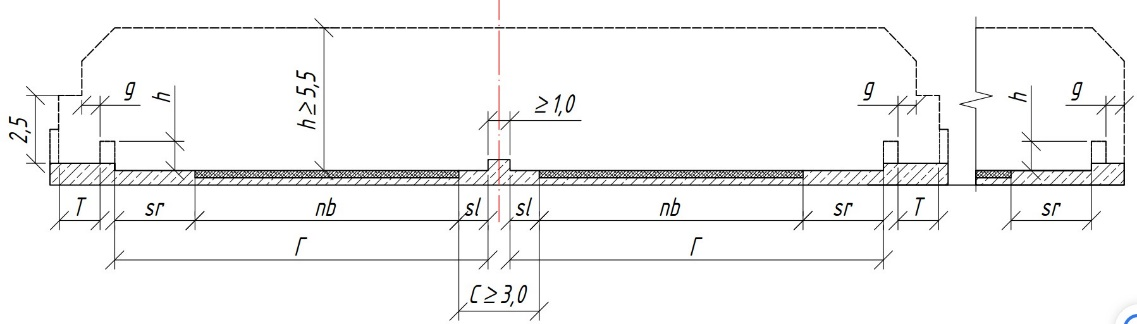 g
h
h ≥ 5,5
≥1,0
g
h
g
2,5
T
sr
nb
sl
sl
nb
sr
T
sr
Г
Г
C ≥ 3,0